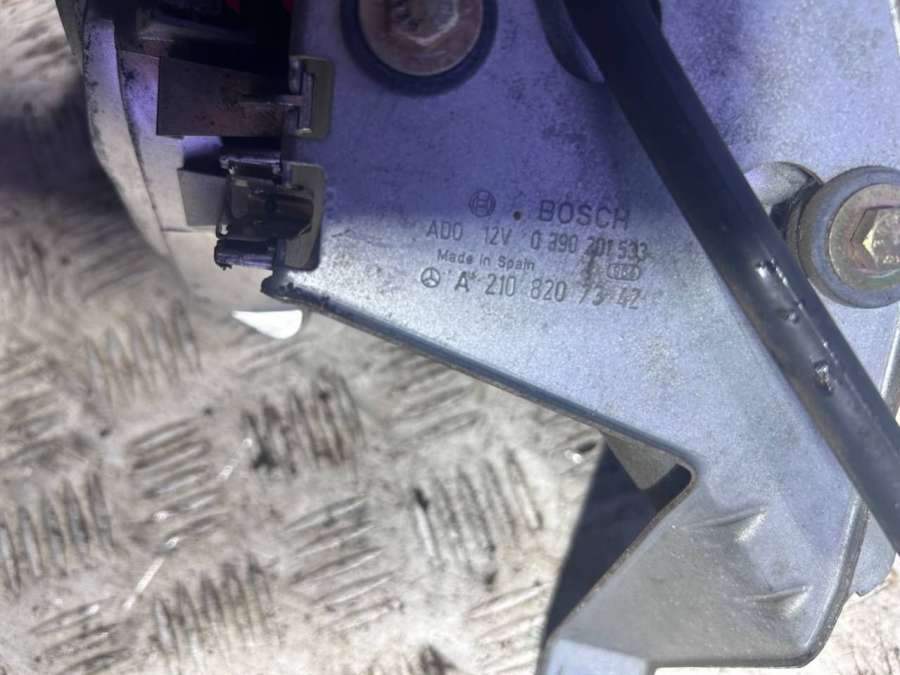 BOSCH
ADO 12V 0 390 201 533
Made in Spain
A 210 820 73 42